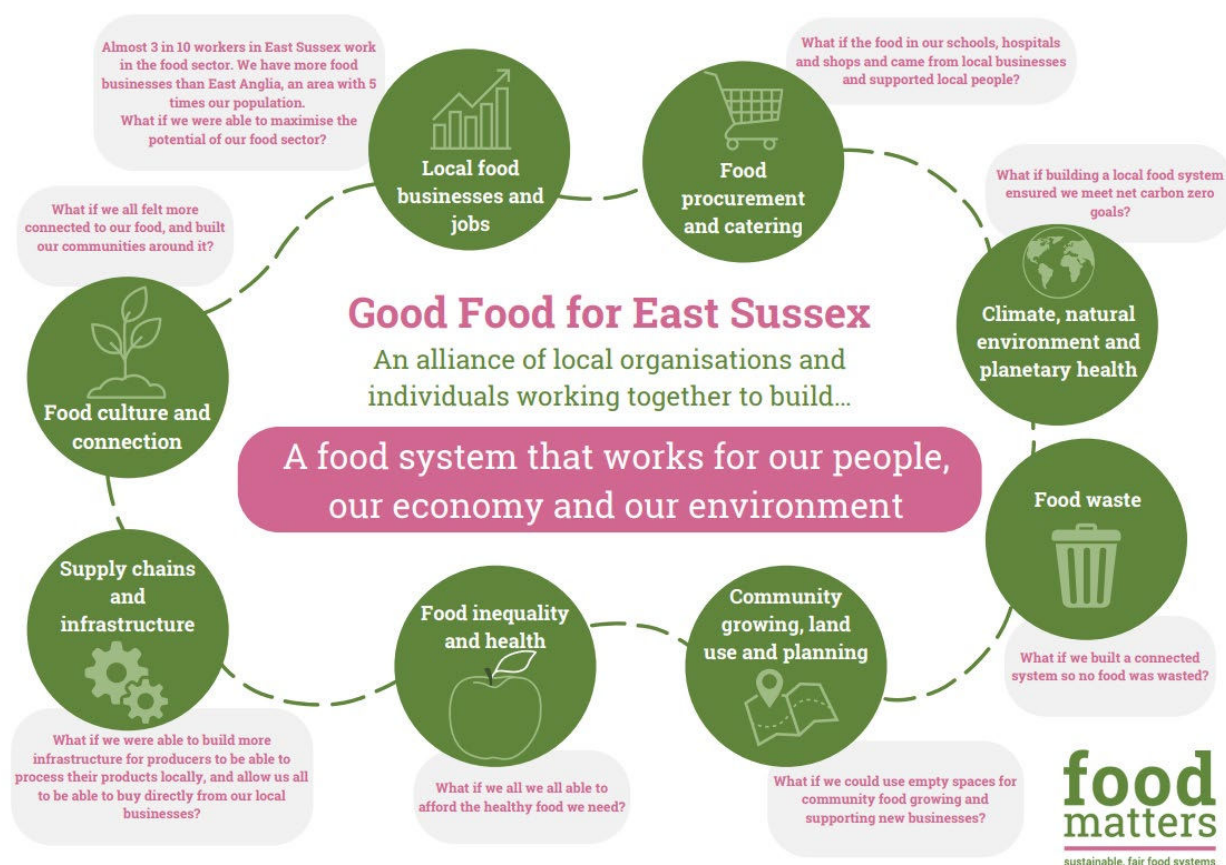 Almost 3 in 10 workers in East Sussex work
in the food sector. We have more food
businesses than East Anglia, an area with 5
times our population.
What if we were able to maximise the
potential of our food sector?
Local food
businesses and
jobs
What if the food in our schools, hospitals
and shops and came from local businesses
and supported local people?
Food
procurement
and catering
What if building a local food system
ensured we meet net carbon zero
goals?
Climate, natural
environment and
planetary health
What if we all felt more
connected to our food, and built
our communities around it?
Food culture and
connection
Good Food for East Sussex
An alliance of local organisations and
individuals working together to build...
A food system that works for our people,
our economy and our environment
Food waste
What if we built a connected
system so no food was wasted?
Supply chains
and
infrastructure
What if we were able to build more
infrastructure for producers to be able to
process their products locally, and allow us all
to be able to buy directly from our local
businesses?
Food inequality
and health
What if we all we all able to
afford the healthy food we need?
Community
growing, land
use and planning
What if we could use empty spaces for
community food growing and
supporting new businesses?
food
matters
sustainable, fair food systems